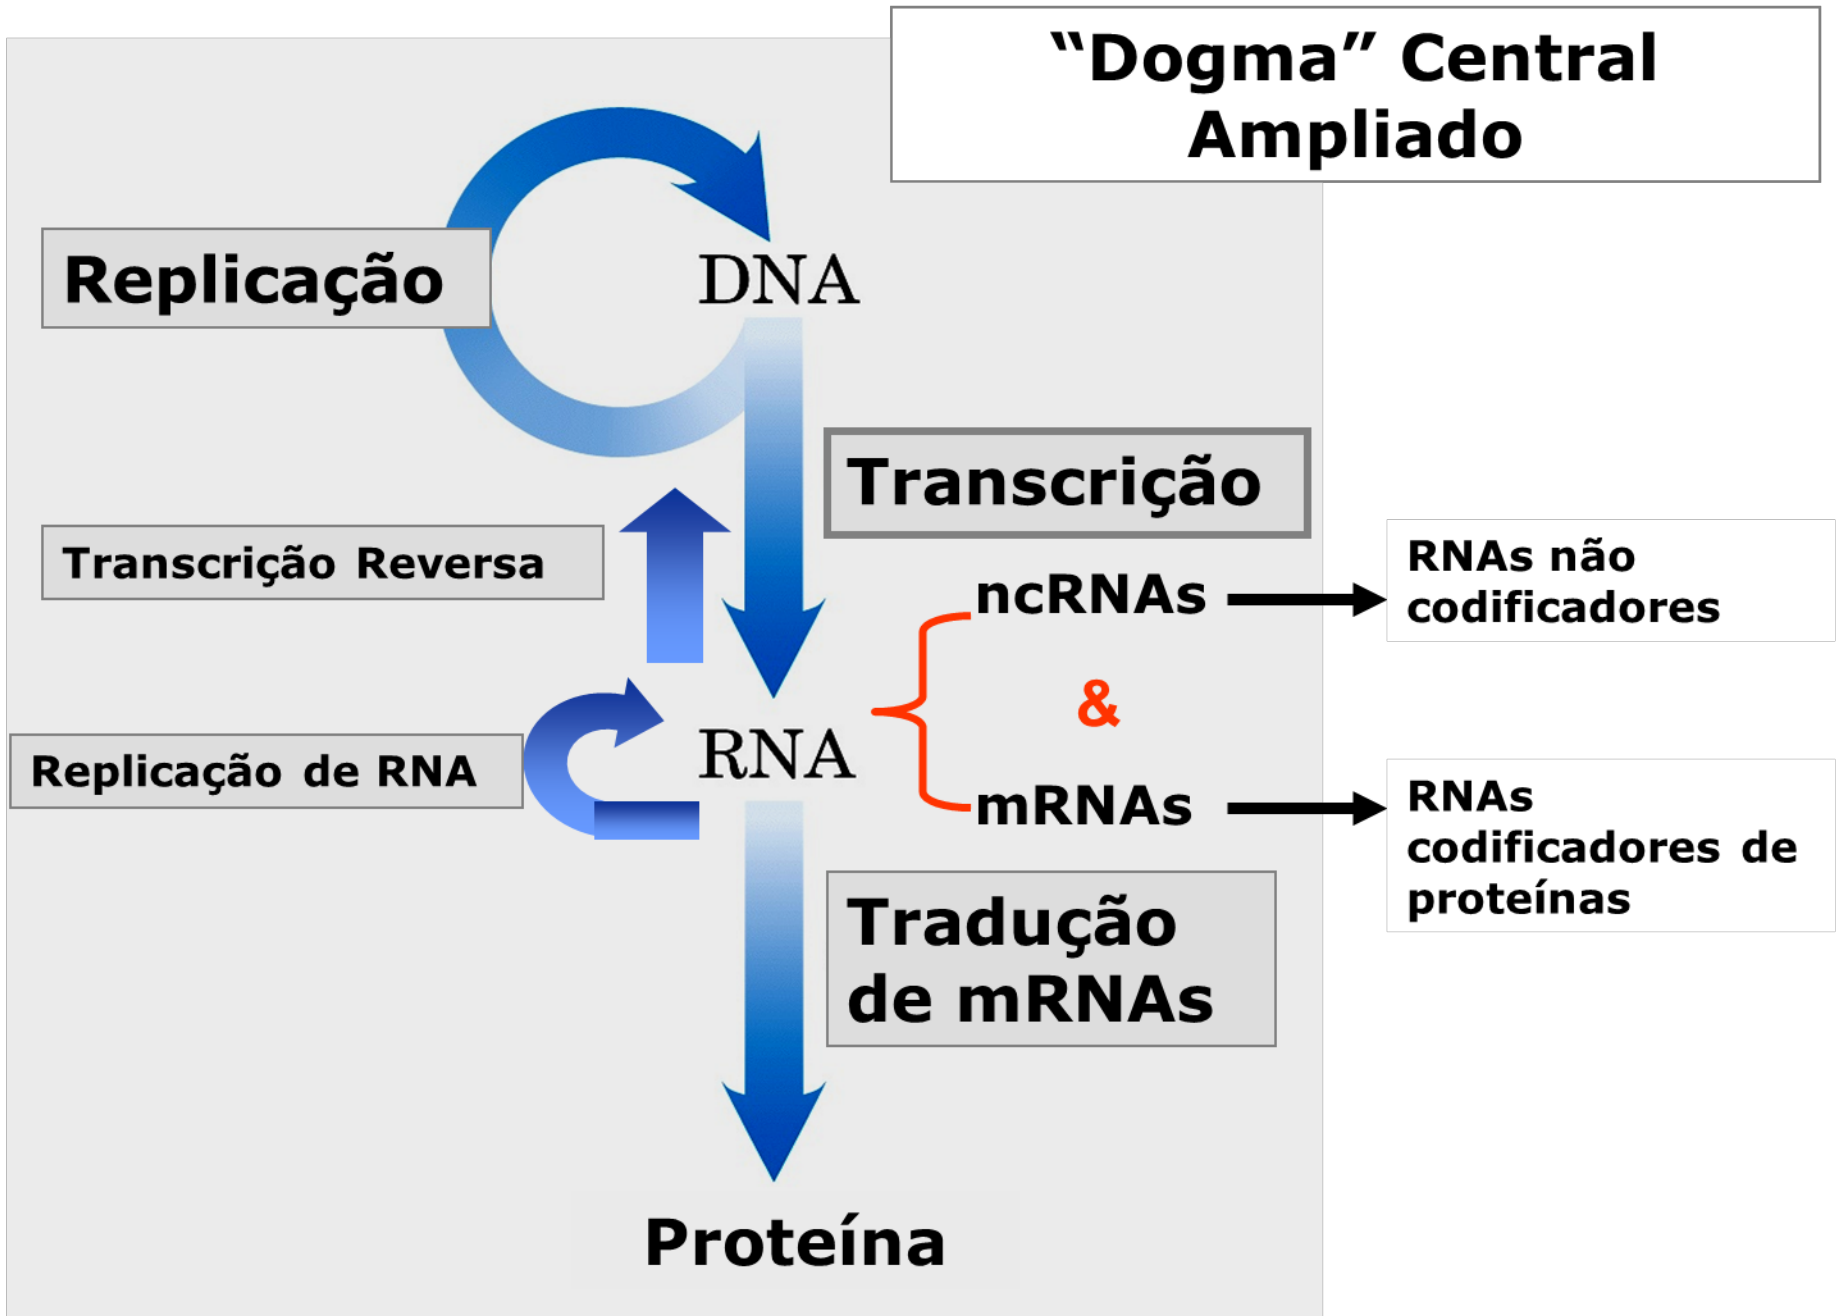 “Dogma” Central
Ampliado
Replicação
DNA
Transcrição
Transcrição Reversa
ncRNAs
RNAs não
codificadores
&
Replicação de RNA
RNA
mRNAs
RNAs
codificadores de
proteínas
Tradução
de mRNAs
Proteína